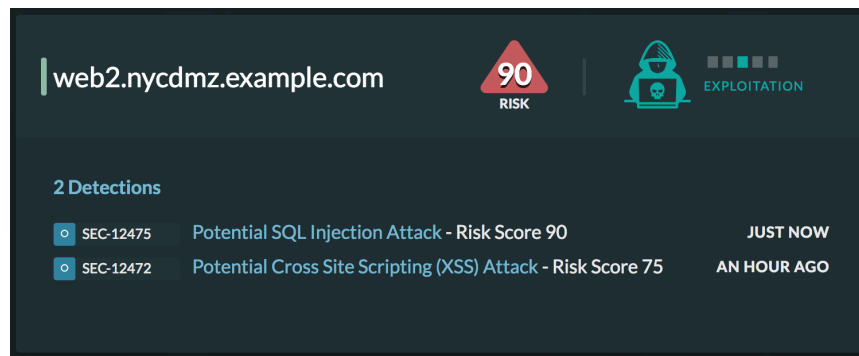 web2.nycdmz.example.com
90
RISK
EXPLOITATION
2 Detections
SEC-12475 Potential SQL Injection Attack - Risk Score 90 JUST NOW
SEC-12472 Potential Cross Site Scripting (XSS) Attack - Risk Score 75 AN HOUR AGO